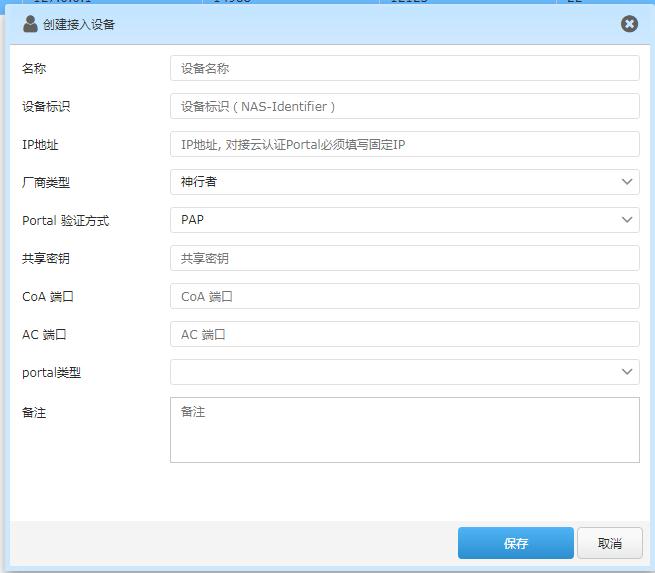 创建接入设备
名称 设备名称
设备标识 设备标识 ( NAS-Identifier )
IP地址 IP地址, 对接云认证Portal必须填写固定IP
厂商类型 神行者
Portal 验证方式 PAP
共享密钥 共享密钥
CoA 端口 CoA 端口
AC 端口 AC 端口
portal类型
备注 备注
保存 取消